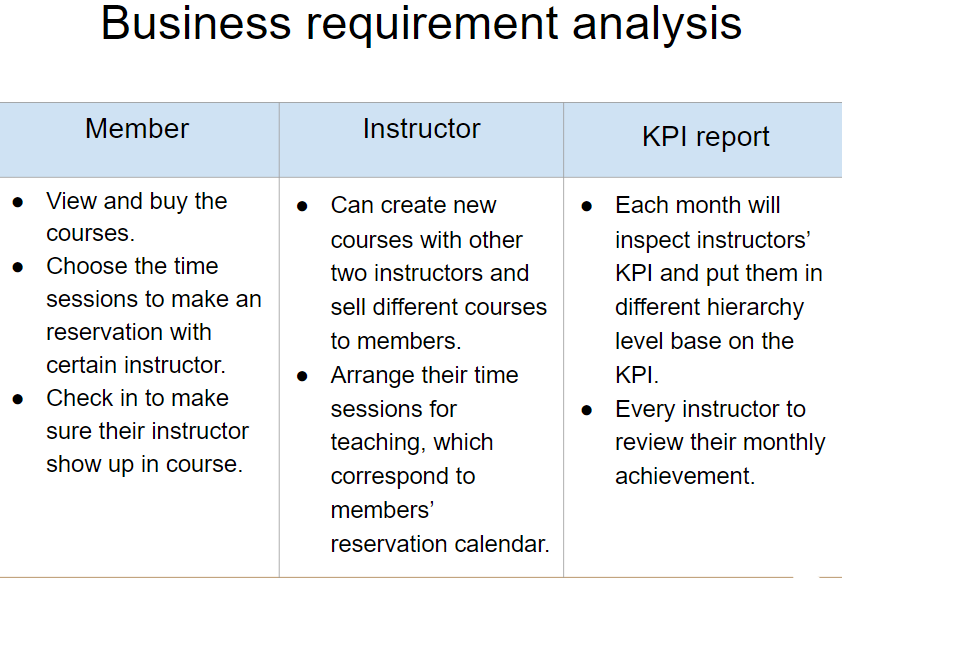 Business requirement analysis
Member
Instructor
KPI report
● View and buy the
courses.
● Choose the time
sessions to make an
reservation with
certain instructor.
● Check in to make
sure their instructor
show up in course.
● Can create new
courses with other
two instructors and
sell different courses
to members.
● Arrange their time
sessions for
teaching, which
correspond to
members’
reservation calendar.
● Each month will
inspect instructors’
KPI and put them in
different hierarchy
level base on the
KPI.
● Every instructor to
review their monthly
achievement.